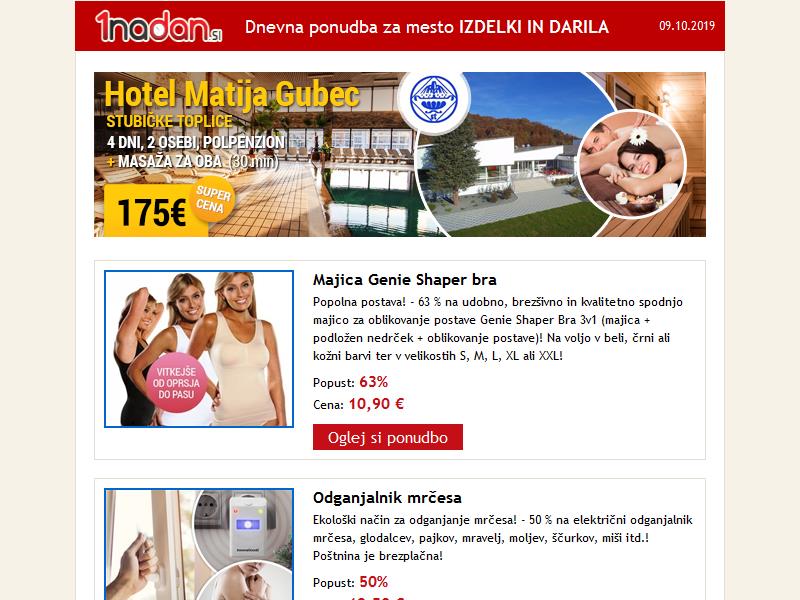 1nadan.si
Dnevna ponudba za mesto IZDELKI IN DARILA
09.10.2019
Hotel Matija Gubec
STUBIČKE TOPLICE
4 DNI, 2 OSEBI, POLPENZION
+ MASAŽA ZA OBA (30 min)
175€
SUPER
CENA
Majica Genie Shaper bra
Popolna postava! - 63 % na udobno, brezšivno in kvalitetno spodnjo
majico za oblikovanje postave Genie Shaper Bra 3v1 (majica +
podložen nedrček + oblikovanje postave)! Na voljo v beli, črni ali
kožni barvi ter v velikostih S, M, L, XL ali XXL!
VITKEJŠE
OD OPRSJA
DO PASU
Popust: 63%
Cena: 10,90 €
Oglej si ponudbo
Odganjalnik mrčesa
Ekološki način za odganjanje mrčesa! - 50 % na električni odganjalnik
mrčesa, glodalcev, pajkov, mravelj, moljev, ščurkov, miši itd.!
Poštnina je brezplačna!
Popust: 50%